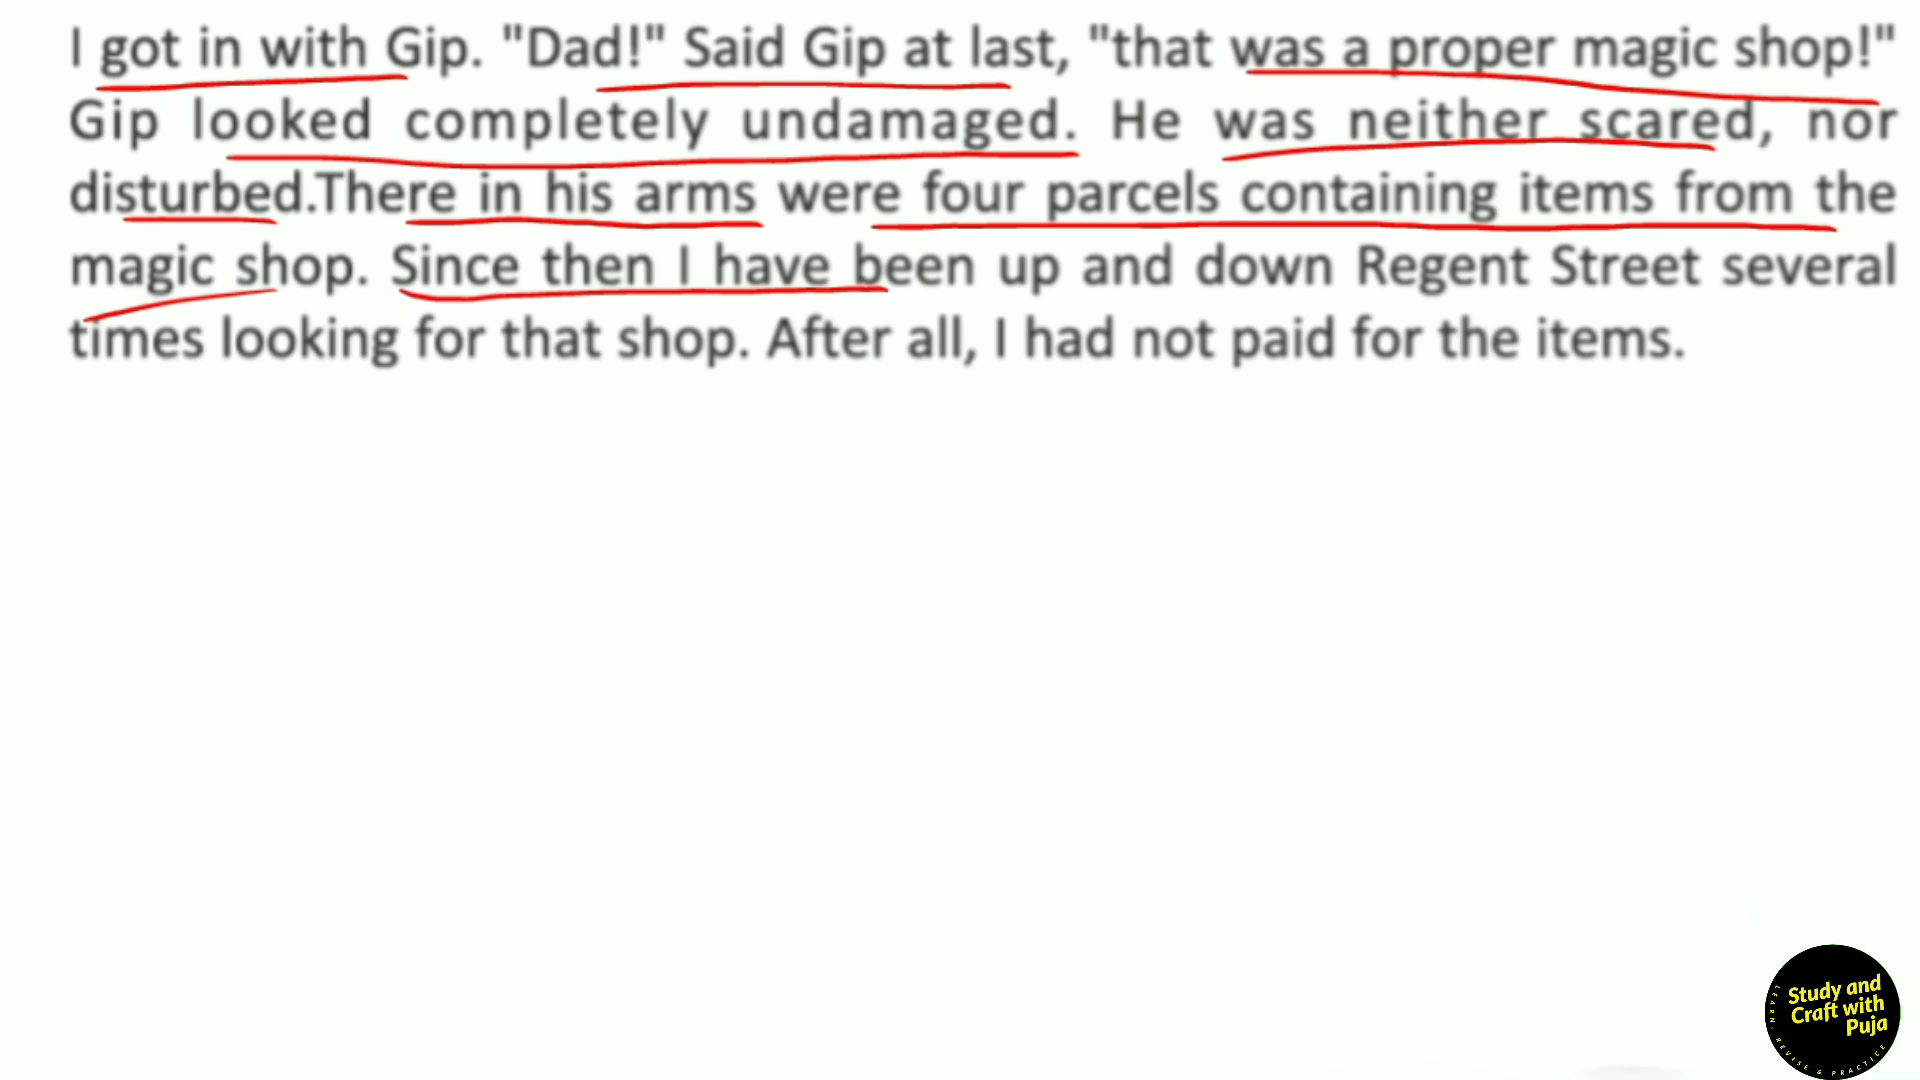 I got in with Gip. "Dad!" Said Gip at last, "that was a proper magic shop!"
Gip looked completely undamaged. He was neither scared, nor
disturbed.There in his arms were four parcels containing items from the
magic shop. Since then I have been up and down Regent Street several
times looking for that shop. After all, I had not paid for the items.
Study and
Craft with
Puja
LEARN, REVISE & PRACTICE